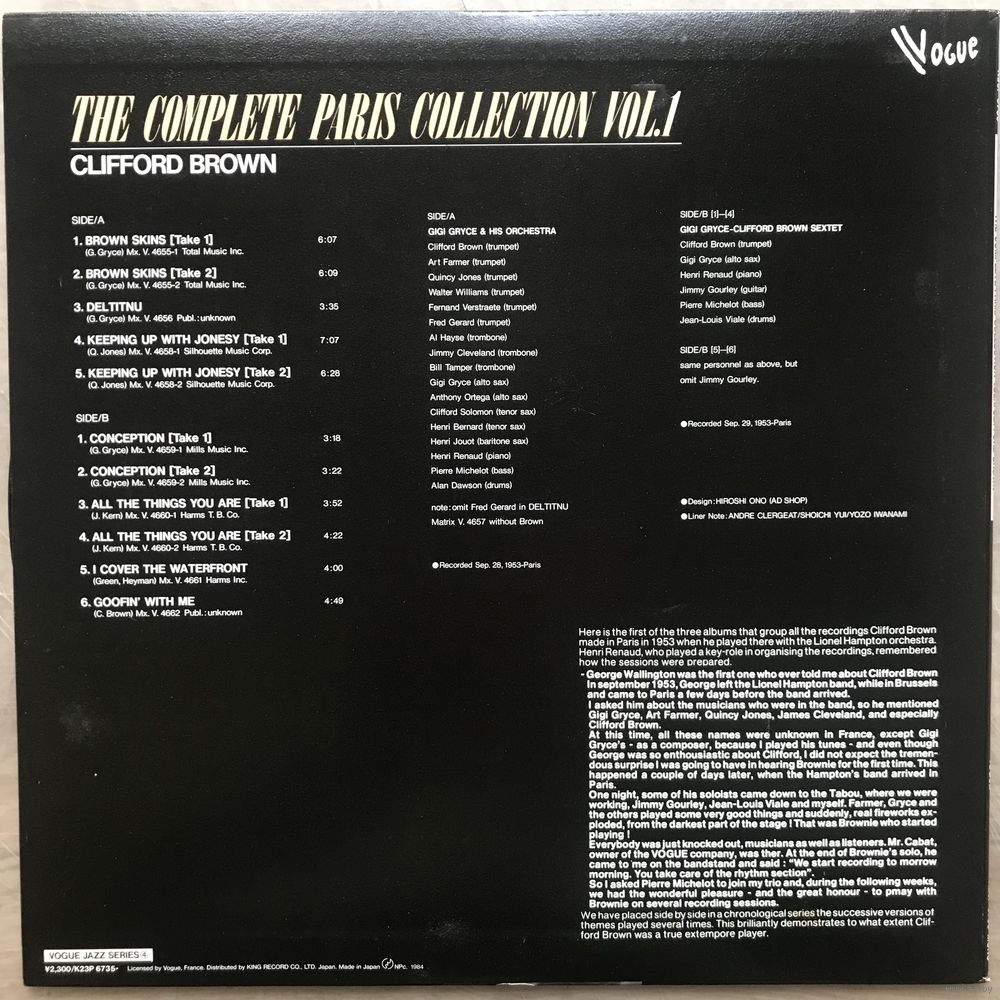 Vogue
THE COMPLETE PARIS COLLECTION VOL.1
CLIFFORD BROWN
SIDE/A
1. BROWN SKINS [Take 1] 6:07
(G. Gryce) Mx. V. 4655-1 Total Music Inc.
2. BROWN SKINS [Take 2] 6:09
(G. Gryce) Mx. V. 4655-2 Total Music Inc.
3. DELTITNU 3:35
(G. Gryce) Mx. V. 4656 Publ.:unknown
4. KEEPING UP WITH JONESY [Take 1] 7:07
(Q. Jones) Mx. V. 4658-1 Silhouette Music Corp.
5. KEEPING UP WITH JONESY [Take 2] 6:28
(Q. Jones) Mx. V. 4658-2 Silhouette Music Corp.
SIDE/B
1. CONCEPTION [Take 1] 3:18
(G. Gryce) Mx. V. 4659-1 Mills Music Inc.
2. CONCEPTION [Take 2] 3:22
(G. Gryce) Mx. V. 4659-2 Mills Music Inc.
3. ALL THE THINGS YOU ARE [Take 1] 3:52
(J. Kern) Mx. V. 4660-1 Harms T. B. Co.
4. ALL THE THINGS YOU ARE [Take 2] 4:22
(J. Kern) Mx. V. 4660-2 Harms T. B. Co.
5. I COVER THE WATERFRONT 4:00
(Green, Heyman) Mx. V. 4661 Harms Inc.
6. GOOFIN' WITH ME 4:49
(C. Brown) Mx. V. 4662 Publ.:unknown
SIDE/A
GIGI GRYCE & HIS ORCHESTRA
Clifford Brown (trumpet)
Art Farmer (trumpet)
Quincy Jones (trumpet)
Walter Williams (trumpet)
Fernand Verstraete (trumpet)
Fred Gerard (trumpet)
Al Hayse (trombone)
Jimmy Cleveland (trombone)
Bill Tamper (trombone)
Gigi Gryce (alto sax)
Anthony Ortega (alto sax)
Clifford Solomon (tenor sax)
Henri Bernard (tenor sax)
Henri Jouot (baritone sax)
Henri Renaud (piano)
Pierre Michelot (bass)
Alan Dawson (drums)
note:omit Fred Gerard in DELTITNU
Matrix V. 4657 without Brown
●Recorded Sep. 28, 1953-Paris
SIDE/B [1]—[4]
GIGI GRYCE-CLIFFORD BROWN SEXTET
Clifford Brown (trumpet)
Gigi Gryce (alto sax)
Henri Renaud (piano)
Jimmy Gourley (guitar)
Pierre Michelot (bass)
Jean-Louis Viale (drums)
SIDE/B [5]—[6]
same personnel as above, but
omit Jimmy Gourley.
●Recorded Sep. 29, 1953-Paris
●Design:HIROSHI ONO (AD SHOP)
●Liner Note:ANDRE CLERGEAT/SHOICHI YUI/YOZO IWANAMI
Here is the first of the three albums that group all the recordings Clifford Brown
made in Paris in 1953 when he played there with the Lionel Hampton orchestra.
Henri Renaud, who played a key-role in organising the recordings, remembered
how the sessions were prepared.
- George Wallington was the first one who ever told me about Clifford Brown
In september 1953, George left the Lionel Hampton band, while in Brussels
and came to Paris a few days before the band arrived.
I asked him about the musicians who were in the band, so he mentioned
Gigi Gryce, Art Farmer, Quincy Jones, James Cleveland, and especially
Clifford Brown.
At this time, all these names were unknown in France, except Gigi
Gryce's - as a composer, because I played his tunes - and even though
George was so enthousiastic about Clifford, I did not expect the tremen-
dous surprise I was going to have in hearing Brownie for the first time. This
happened a couple of days later, when the Hampton's band arrived in
Paris.
One night, some of his soloists came down to the Tabou, where we were
working, Jimmy Gourley, Jean-Louis Viale and myself. Farmer, Gryce and
the others played some very good things and suddenly, real fireworks ex-
ploded, from the darkest part of the stage ! That was Brownie who started
playing !
Everybody was just knocked out, musicians as well as listeners. Mr. Cabat,
owner of the VOGUE company, was ther. At the end of Brownie's solo, he
came to me on the bandstand and said : "We start recording to morrow
morning. You take care of the rhythm section".
So I asked Pierre Michelot to join my trio and, during the following weeks,
we had the wonderful pleasure - and the great honour - to pmay with
Brownie on several recording sessions.
We have placed side by side in a chronological series the successive versions of
themes played several times. This brilliantly demonstrates to what extent Clif-
ford Brown was a true extempore player.
VOGUE JAZZ SERIES ④
¥2,300/K23P 6735- Licensed by Vogue, France. Distributed by KING RECORD CO., LTD. Japan. Made in Japan NPc. 1984